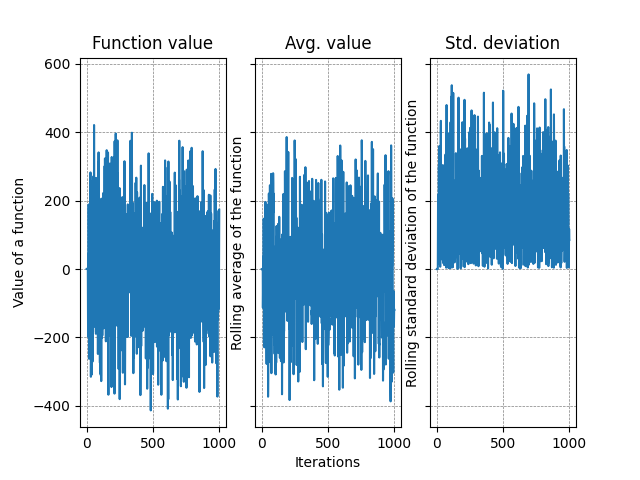 Function value
Avg. value
Std. deviation
600
400
200
0
−200
−400
Value of a function
Rolling average of the function
Rolling standard deviation of the function
0
500
1000
0
500
1000
0
500
1000
Iterations